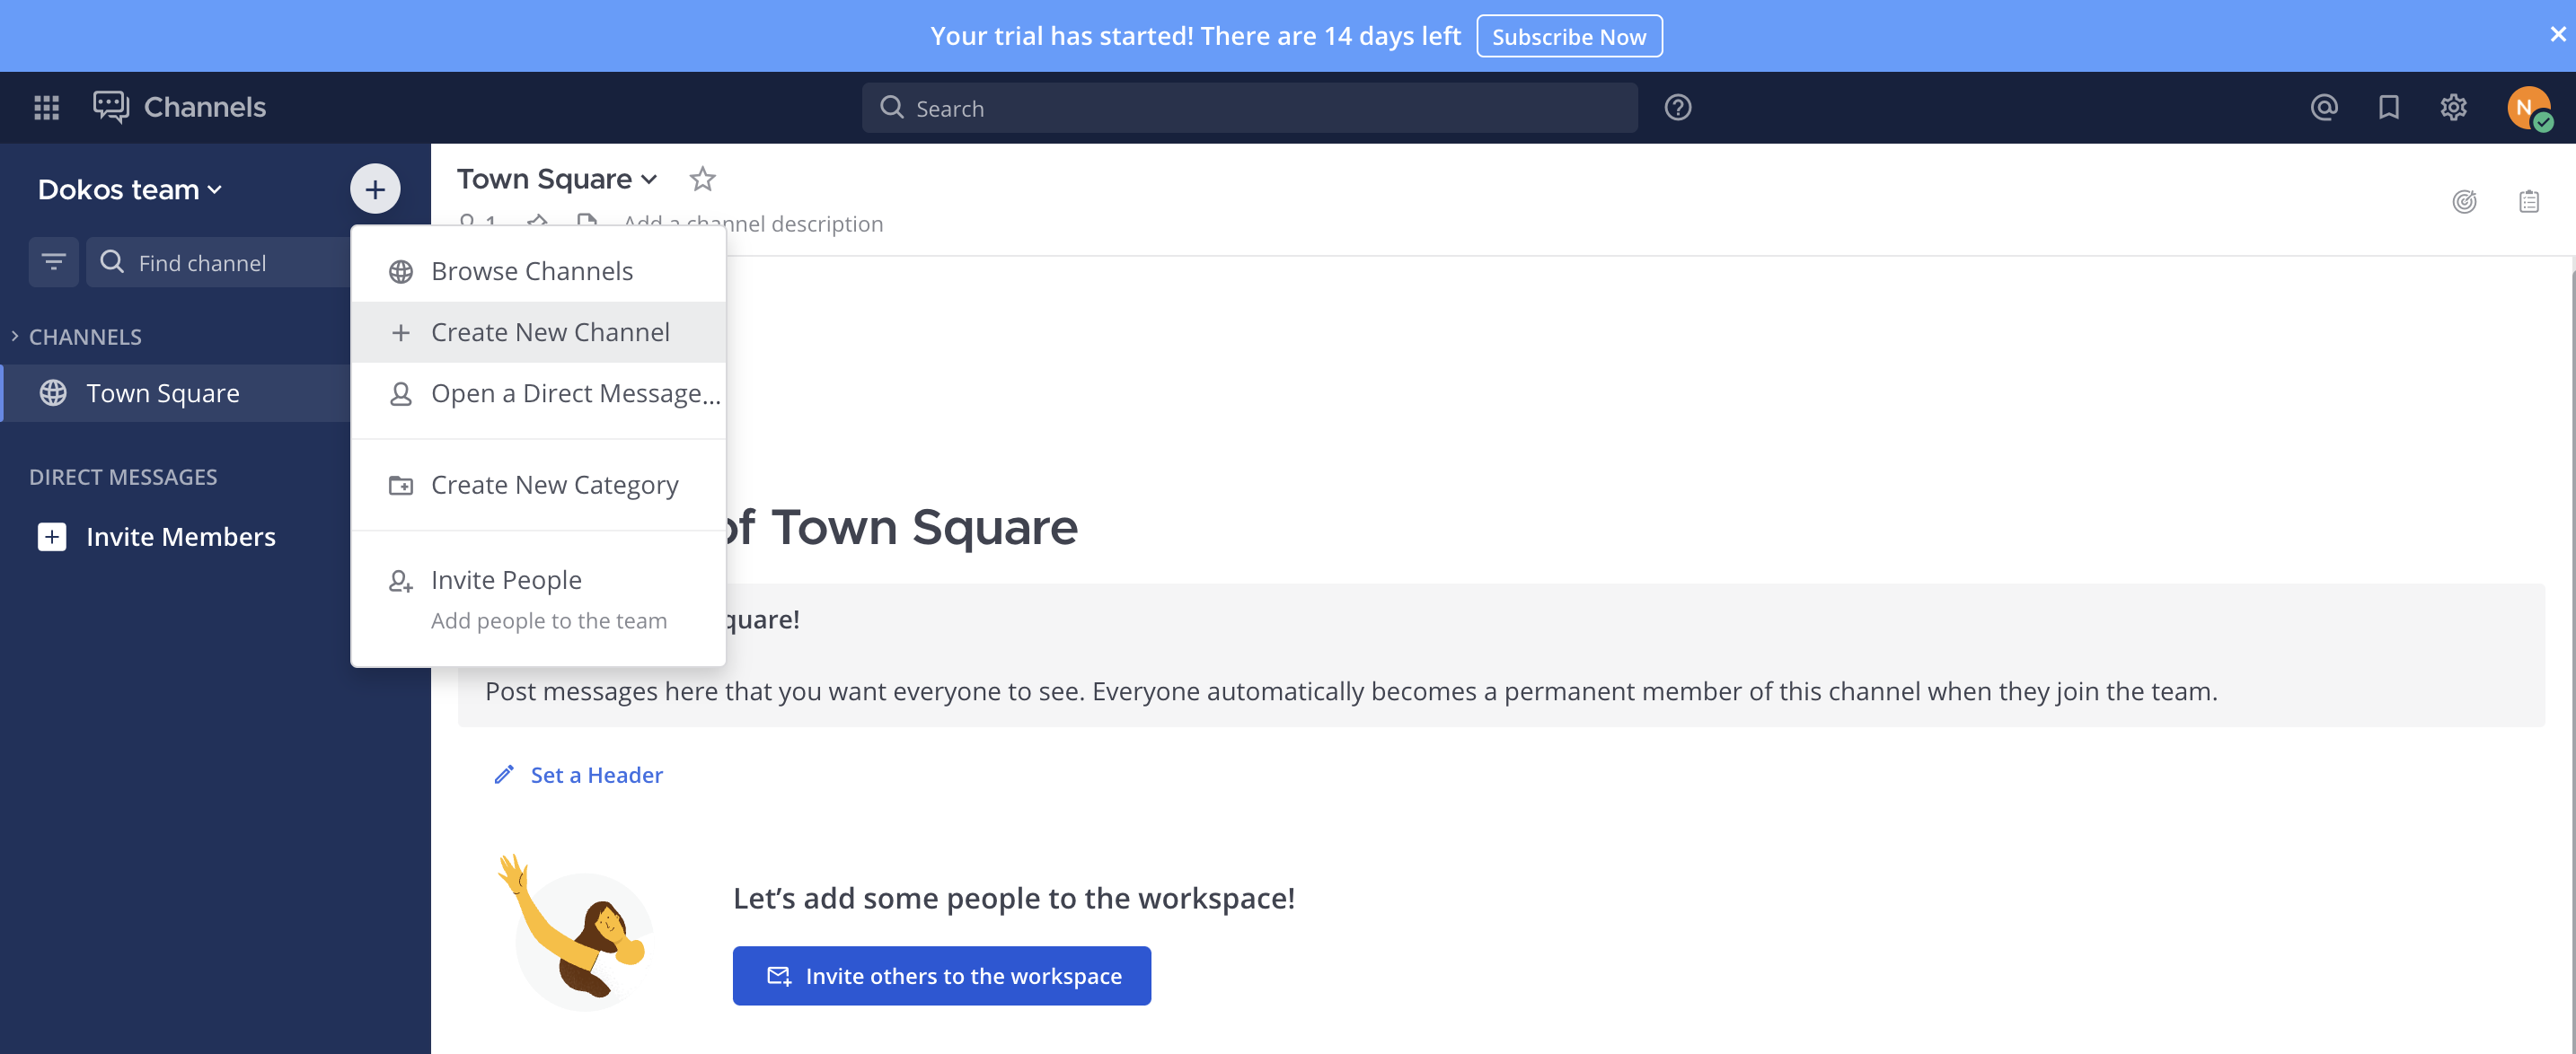 Your trial has started! There are 14 days left Subscribe Now
Channels
Search
N
Dokos team
Town Square
1
Add a channel description
Find channel
Browse Channels
Create New Channel
Open a Direct Message...
Create New Category
Invite People
Add people to the team
CHANNELS
Town Square
DIRECT MESSAGES
Invite Members
of Town Square
quare!
Post messages here that you want everyone to see. Everyone automatically becomes a permanent member of this channel when they join the team.
Set a Header
Let’s add some people to the workspace!
Invite others to the workspace